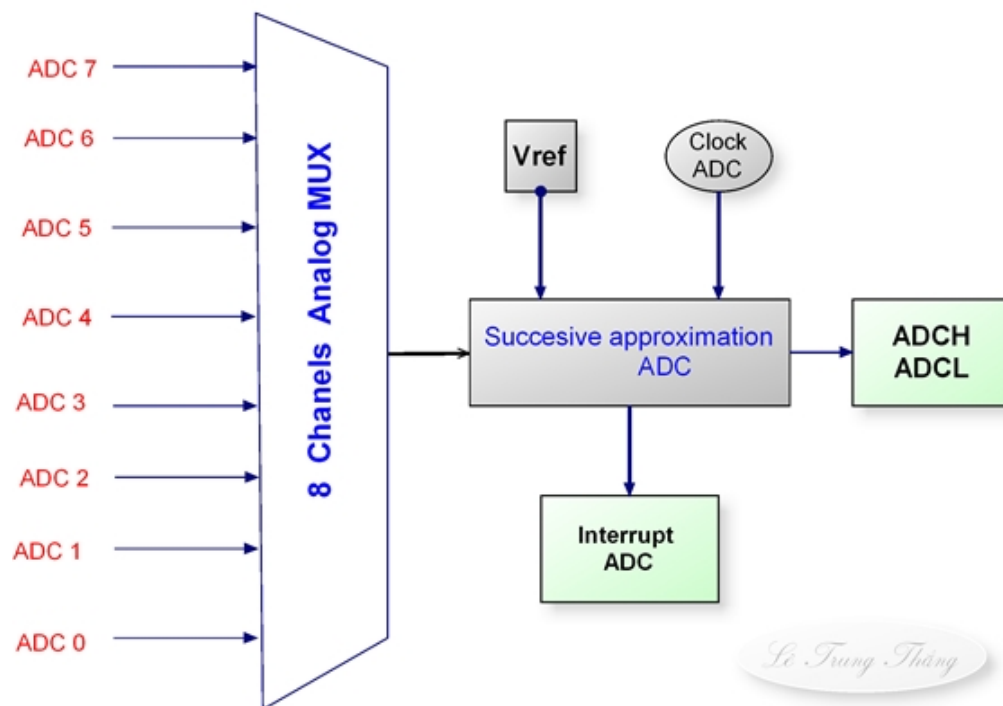 ADC 7
ADC 6
ADC 5
ADC 4
ADC 3
ADC 2
ADC 1
ADC 0
8 Channels Analog MUX
Vref
Clock
ADC
Succesive approximation
ADC
ADCH
ADCL
Interrupt
ADC
Lê Trung Thắng